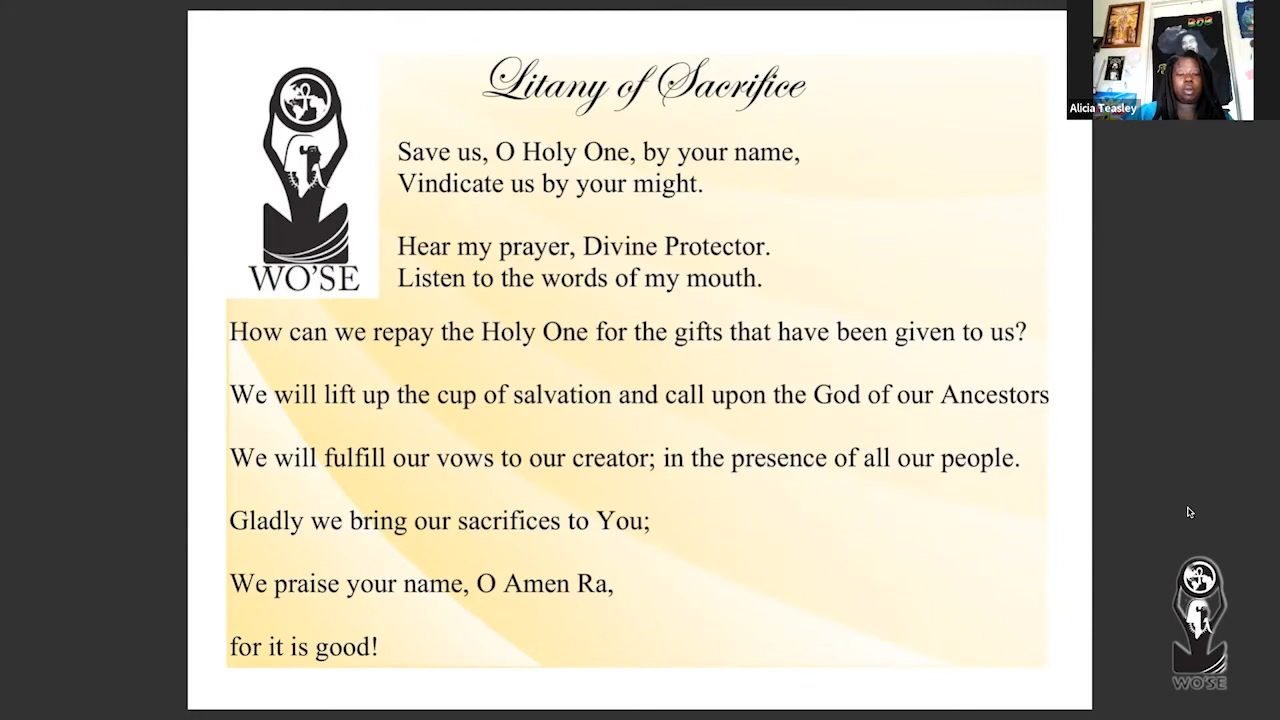 Litany of Sacrifice
WO'SE
Save us, O Holy One, by your name,
Vindicate us by your might.
Hear my prayer, Divine Protector.
Listen to the words of my mouth.
How can we repay the Holy One for the gifts that have been given to us?
We will lift up the cup of salvation and call upon the God of our Ancestors
We will fulfill our vows to our creator; in the presence of all our people.
Gladly we bring our sacrifices to You;
We praise your name, O Amen Ra,
for it is good!
BOB
Alicia Teasley
WO'SE